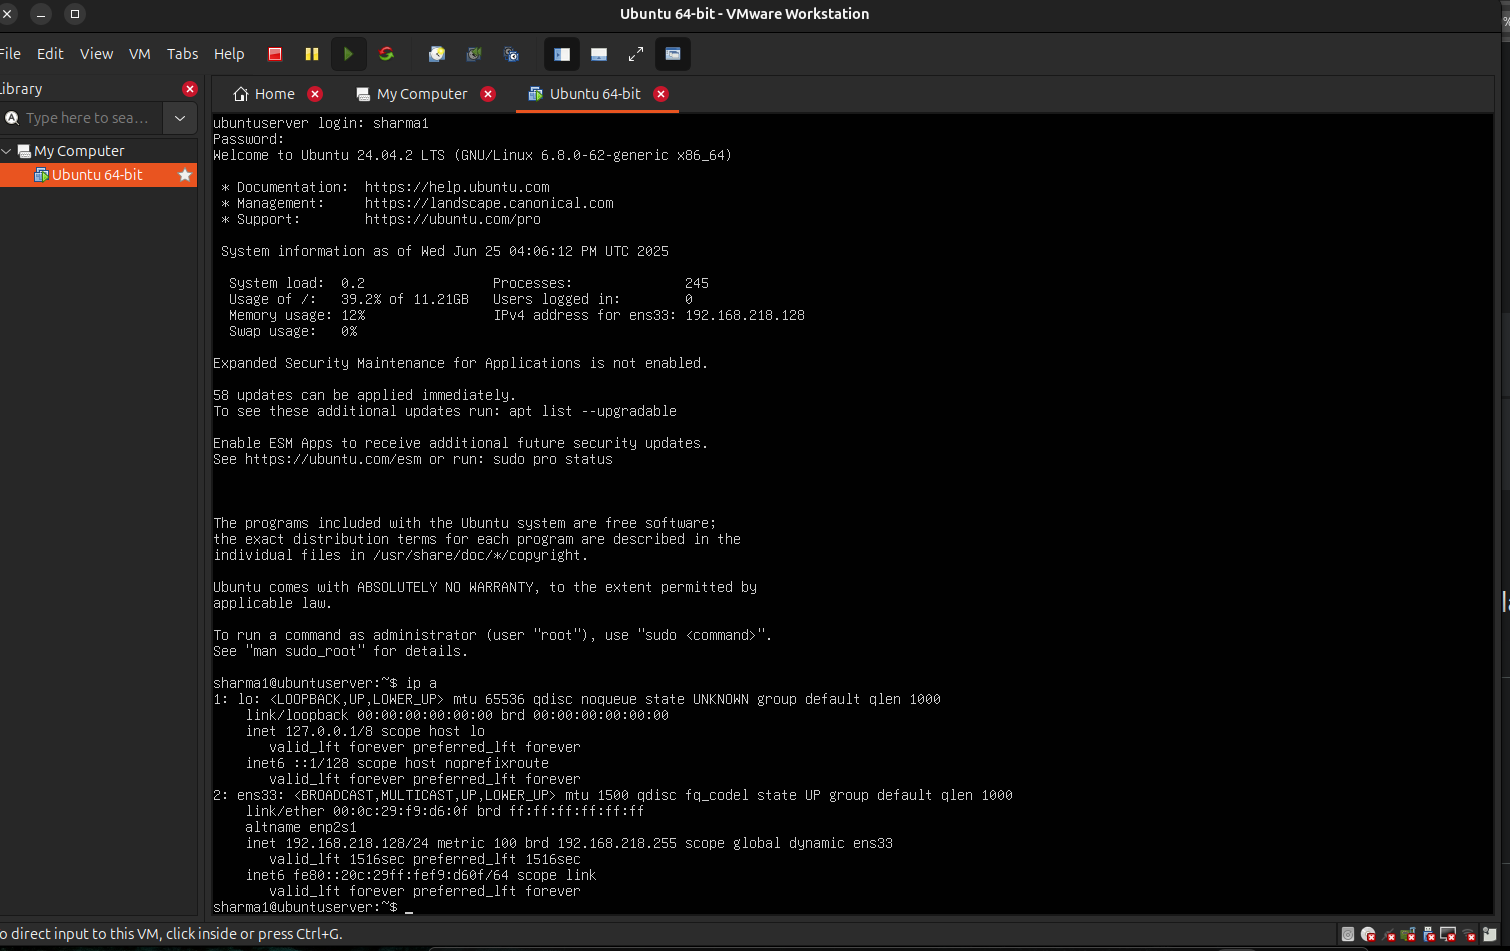 Ubuntu 64-bit - VMware Workstation
File Edit View VM Tabs Help
Library
Home
My Computer
Ubuntu 64-bit
Type here to sea...
My Computer
Ubuntu 64-bit
ubuntuserver login: sharma1
Password:
Welcome to Ubuntu 24.04.2 LTS (GNU/Linux 6.8.0-62-generic x86_64)
* Documentation:  https://help.ubuntu.com
* Management:     https://landscape.canonical.com
* Support:        https://ubuntu.com/pro
System information as of Wed Jun 25 04:06:12 PM UTC 2025
System load:  0.2                Processes:              245
Usage of /:   39.2% of 11.21GB   Users logged in:        0
Memory usage: 12%                IPv4 address for ens33: 192.168.218.128
Swap usage:   0%
Expanded Security Maintenance for Applications is not enabled.
58 updates can be applied immediately.
To see these additional updates run: apt list --upgradable
Enable ESM Apps to receive additional future security updates.
See https://ubuntu.com/esm or run: sudo pro status
The programs included with the Ubuntu system are free software;
the exact distribution terms for each program are described in the
individual files in /usr/share/doc/*/copyright.
Ubuntu comes with ABSOLUTELY NO WARRANTY, to the extent permitted by
applicable law.
To run a command as administrator (user "root"), use "sudo <command>".
See "man sudo_root" for details.
sharma1@ubuntuserver:~$ ip a
1: lo: <LOOPBACK,UP,LOWER_UP> mtu 65536 qdisc noqueue state UNKNOWN group default qlen 1000
link/loopback 00:00:00:00:00:00 brd 00:00:00:00:00:00
inet 127.0.0.1/8 scope host lo
valid_lft forever preferred_lft forever
inet6 ::1/128 scope host noprefixroute
valid_lft forever preferred_lft forever
2: ens33: <BROADCAST,MULTICAST,UP,LOWER_UP> mtu 1500 qdisc fq_codel state UP group default qlen 1000
link/ether 00:0c:29:f9:d6:0f brd ff:ff:ff:ff:ff:ff
altname enp2s1
inet 192.168.218.128/24 metric 100 brd 192.168.218.255 scope global dynamic ens33
valid_lft 1516sec preferred_lft 1516sec
inet6 fe80::20c:29ff:fef9:d60f/64 scope link
valid_lft forever preferred_lft forever
sharma1@ubuntuserver:~$ _
o direct input to this VM, click inside or press Ctrl+G.